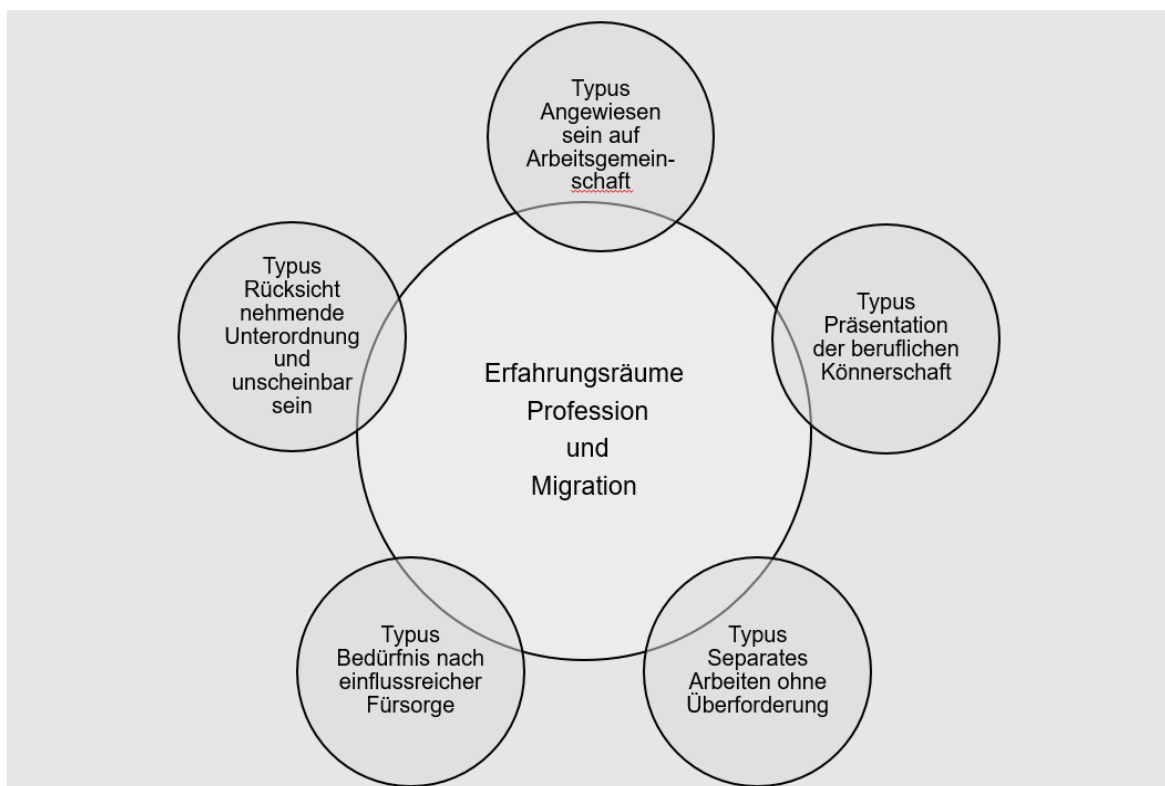 Typus
Angewiesen
sein auf
Arbeitsgemein-
schaft
Typus
Rücksicht
nehmende
Unterordnung
und
unscheinbar
sein
Typus
Präsentation
der beruflichen
Könnerschaft
Erfahrungsräume
Profession
und
Migration
Typus
Bedürfnis nach
einflussreicher
Fürsorge
Typus
Separates
Arbeiten ohne
Überforderung